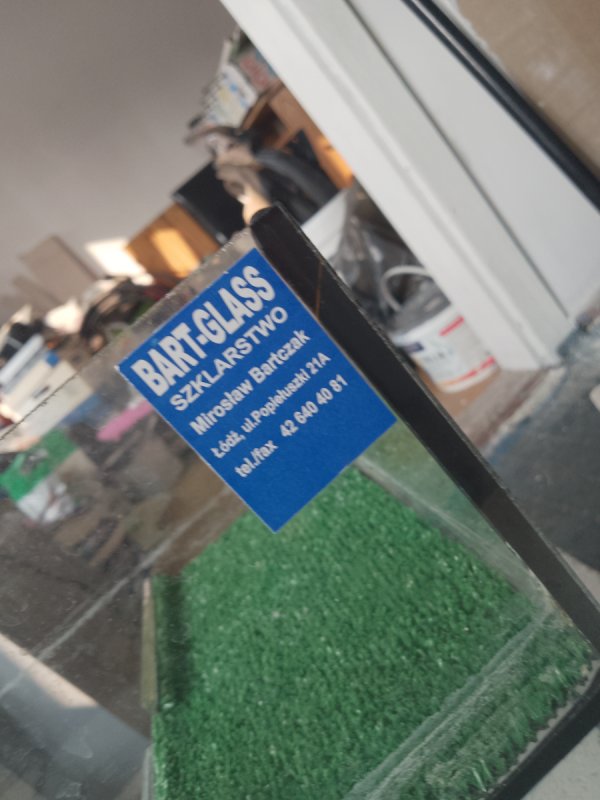 BART-GLASS
SZKLARSTWO
Mirosław Bartczak
Łódź, ul.Popiełuszki 21A
tel./fax 42 640 40 81